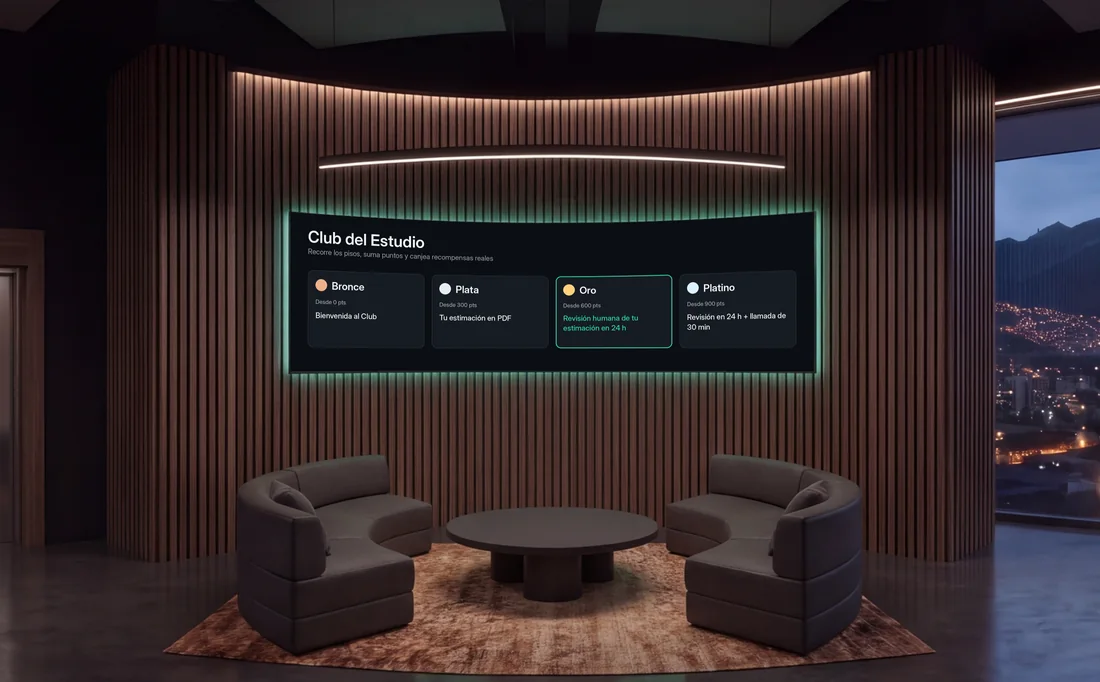 Club del Estudio
Recorre los pisos, suma puntos y canjea recompensas reales
Bronce
Desde 0 pts
Bienvenida al Club
Plata
Desde 300 pts
Tu estimación en PDF
Oro
Desde 600 pts
Revisión humana de tu
estimación en 24 h
Platino
Desde 900 pts
Revisión en 24 h + llamada de
30 min